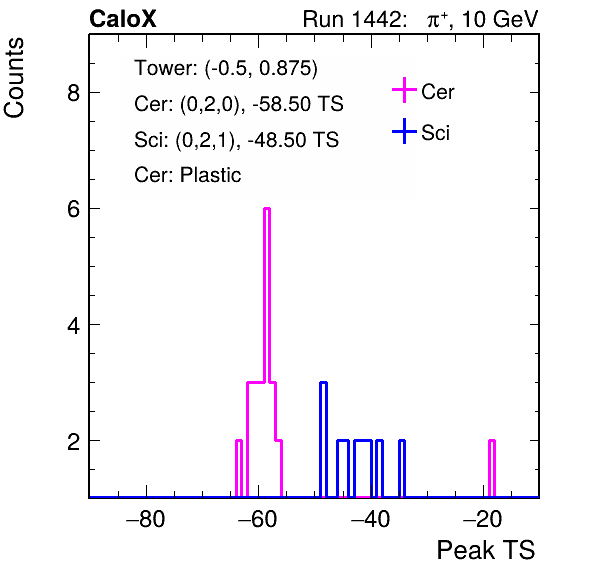 CaloX Run 1442: π+, 10 GeV
Counts
Tower: (-0.5, 0.875)
Cer: (0,2,0), -58.50 TS
Sci: (0,2,1), -48.50 TS
Cer: Plastic
Cer
Sci
8
6
4
2
−80 −60 −40 −20
Peak TS